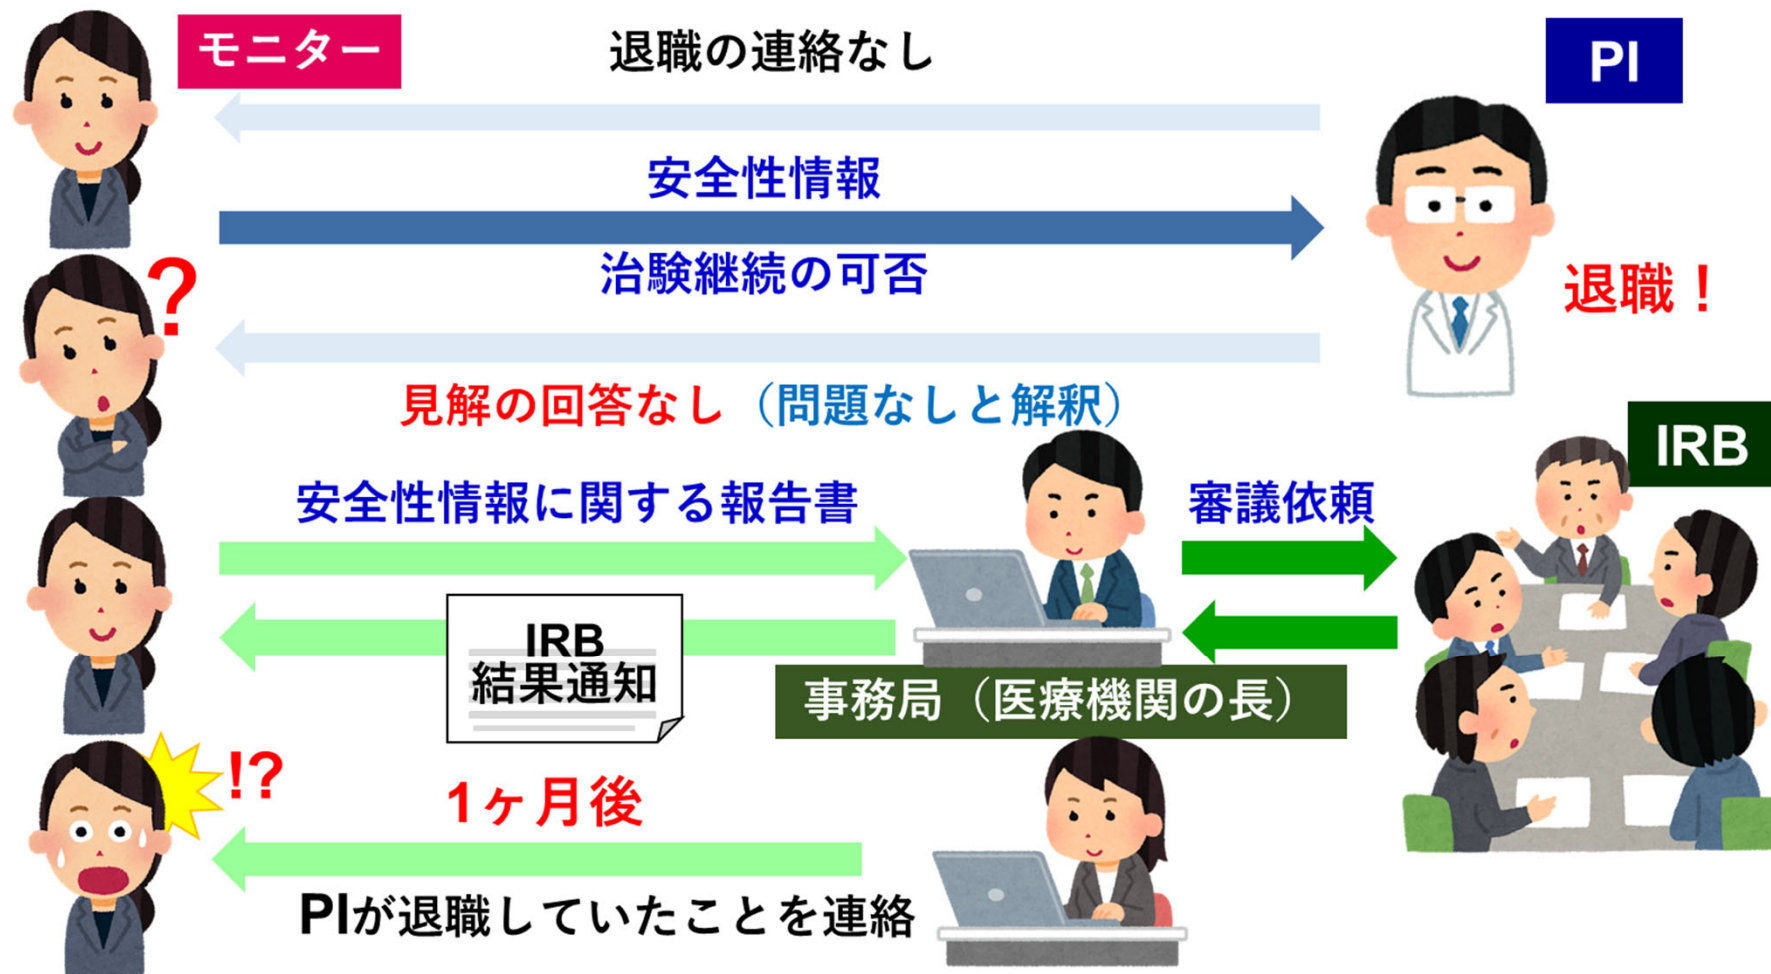 モニター
退職の連絡なし
PI
安全性情報
治験継続の可否
退職！
?
見解の回答なし（問題なしと解釈）
IRB
安全性情報に関する報告書
審議依頼
IRB
結果通知
事務局（医療機関の長）
!?
1ヶ月後
PIが退職していたことを連絡